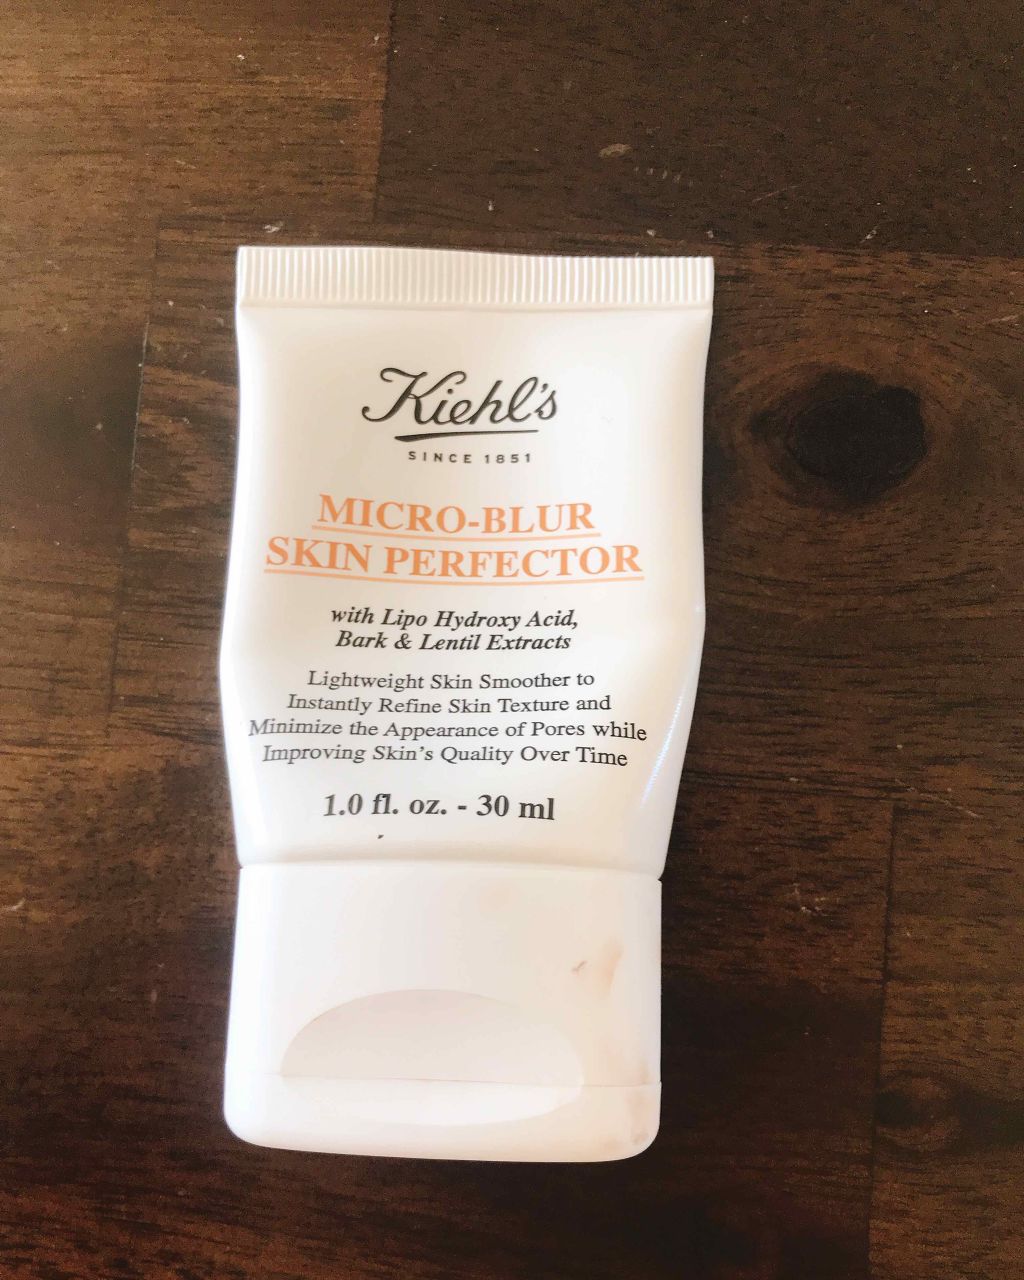 Kiehl's
SINCE 1851
MICRO-BLUR
SKIN PERFECTOR
with Lipo Hydroxy Acid,
Bark & Lentil Extracts
Lightweight Skin Smoother to
Instantly Refine Skin Texture and
Minimize the Appearance of Pores while
Improving Skin's Quality Over Time
1.0 fl. oz. - 30 ml